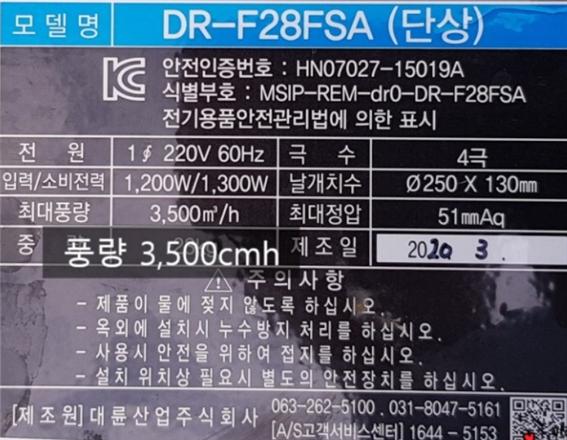 모델명 DR-F28FSA (단상)
안전인증번호 : HN07027-15019A
식별부호 : MSIP-REM-dr0-DR-F28FSA
전기용품안전관리법에 의한 표시
전 원 1∮ 220V 60Hz 극 수 4극
입력/소비전력 1,200W/1,300W 날개치수 Ø250 X 130㎜
최대풍량 3,500㎥/h 최대정압 51㎜Aq
중 제조일 2020 3 .
풍량 3,500cmh
주의사항
- 제품이 물에 젖지 않도록 하십시오.
- 옥외에 설치시 누수방지 처리를 하십시오.
- 사용시 안전을 위하여 접지를 하십시오.
- 설치 위치상 필요시 별도의 안전장치를 하십시오.
[제조원] 대륜산업주식회사 063-262-5100 . 031-8047-5161
[A/S고객서비스센터] 1644-5153